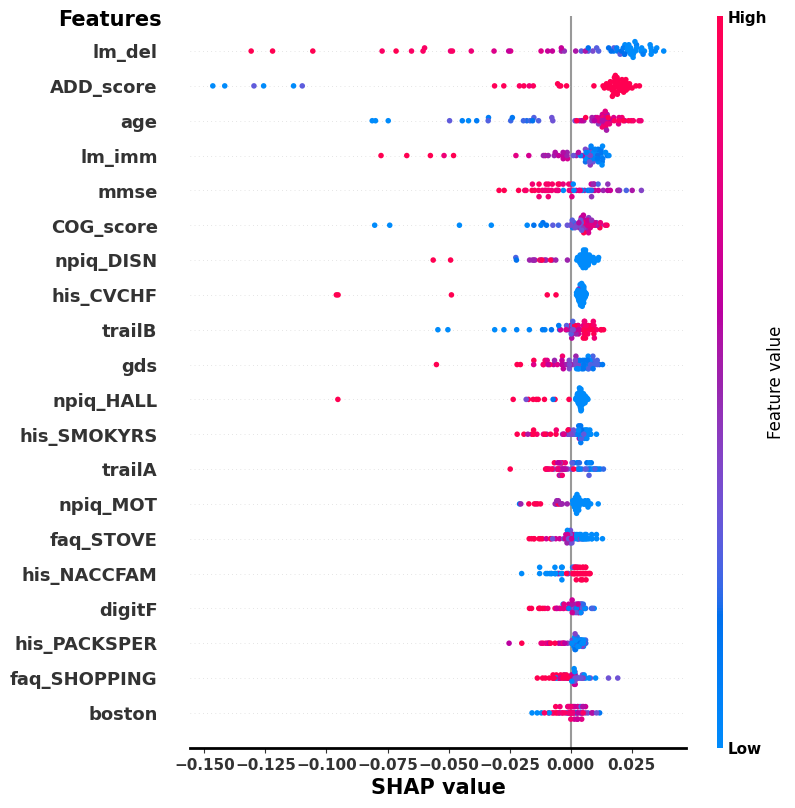 Features
High
lm_del
ADD_score
age
lm_imm
mmse
COG_score
npiq_DISN
his_CVCHF
trailB
gds
npiq_HALL
his_SMOKYRS
trailA
npiq_MOT
faq_STOVE
his_NACCFAM
digitF
his_PACKSPER
faq_SHOPPING
boston
Feature value
Low
−0.150 −0.125 −0.100 −0.075 −0.050 −0.025 0.000 0.025
SHAP value